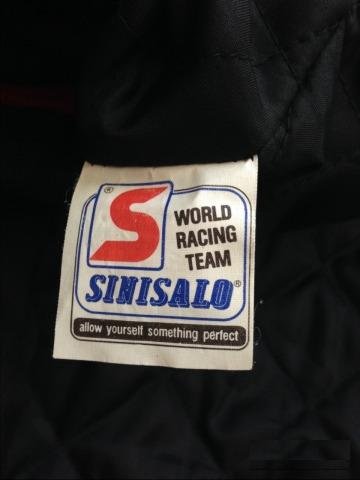 ® S WORLD
RACING
TEAM
SINISALO®
allow yourself something perfect